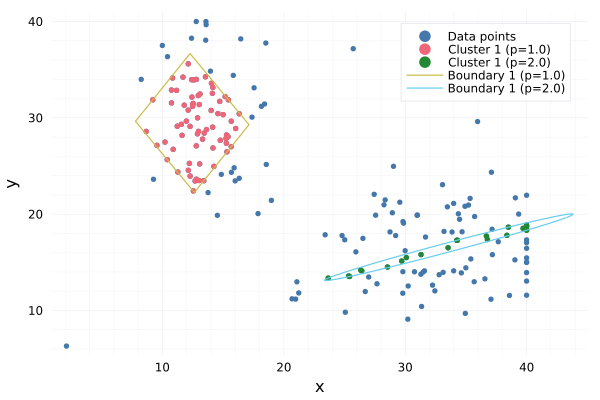 40
30
20
10
y
10
20
30
40
x
Data points
Cluster 1 (p=1.0)
Cluster 1 (p=2.0)
Boundary 1 (p=1.0)
Boundary 1 (p=2.0)